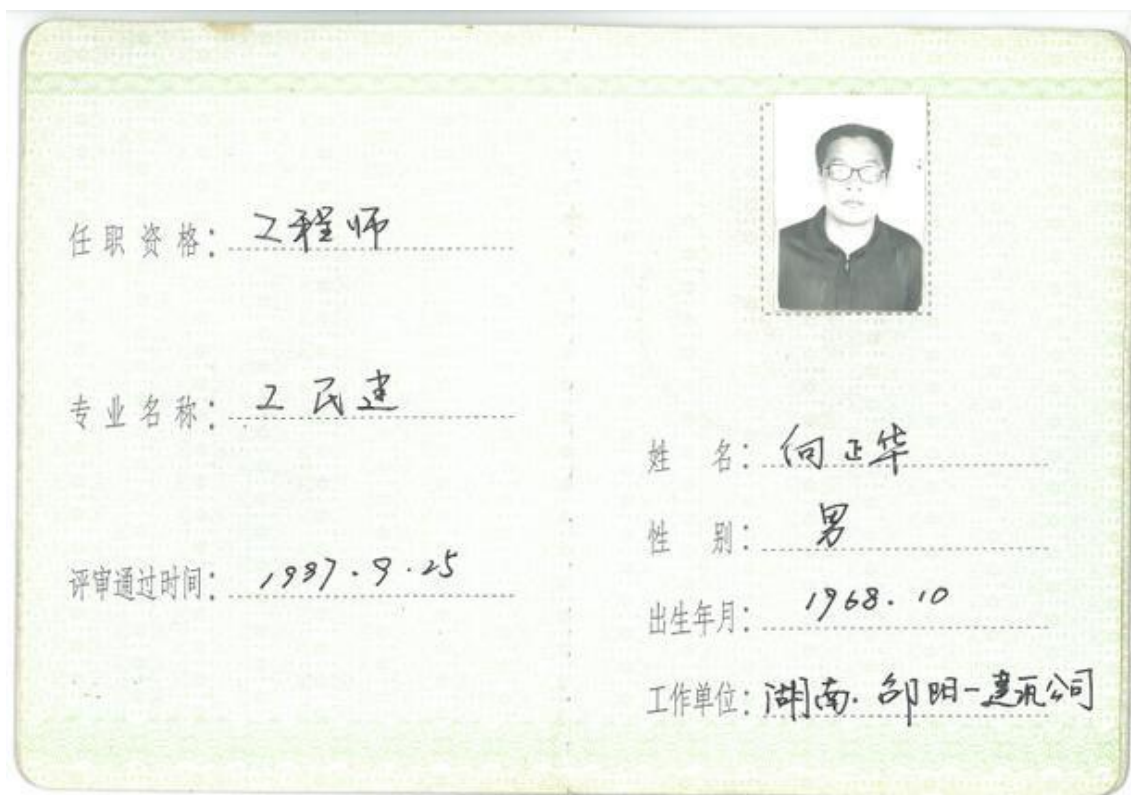 任职资格：工程师
专业名称：工民建
评审通过时间：1997.9.25
姓名：向正华
性别：男
出生年月：1968.10
工作单位：湖南.邵阳一建筑公司